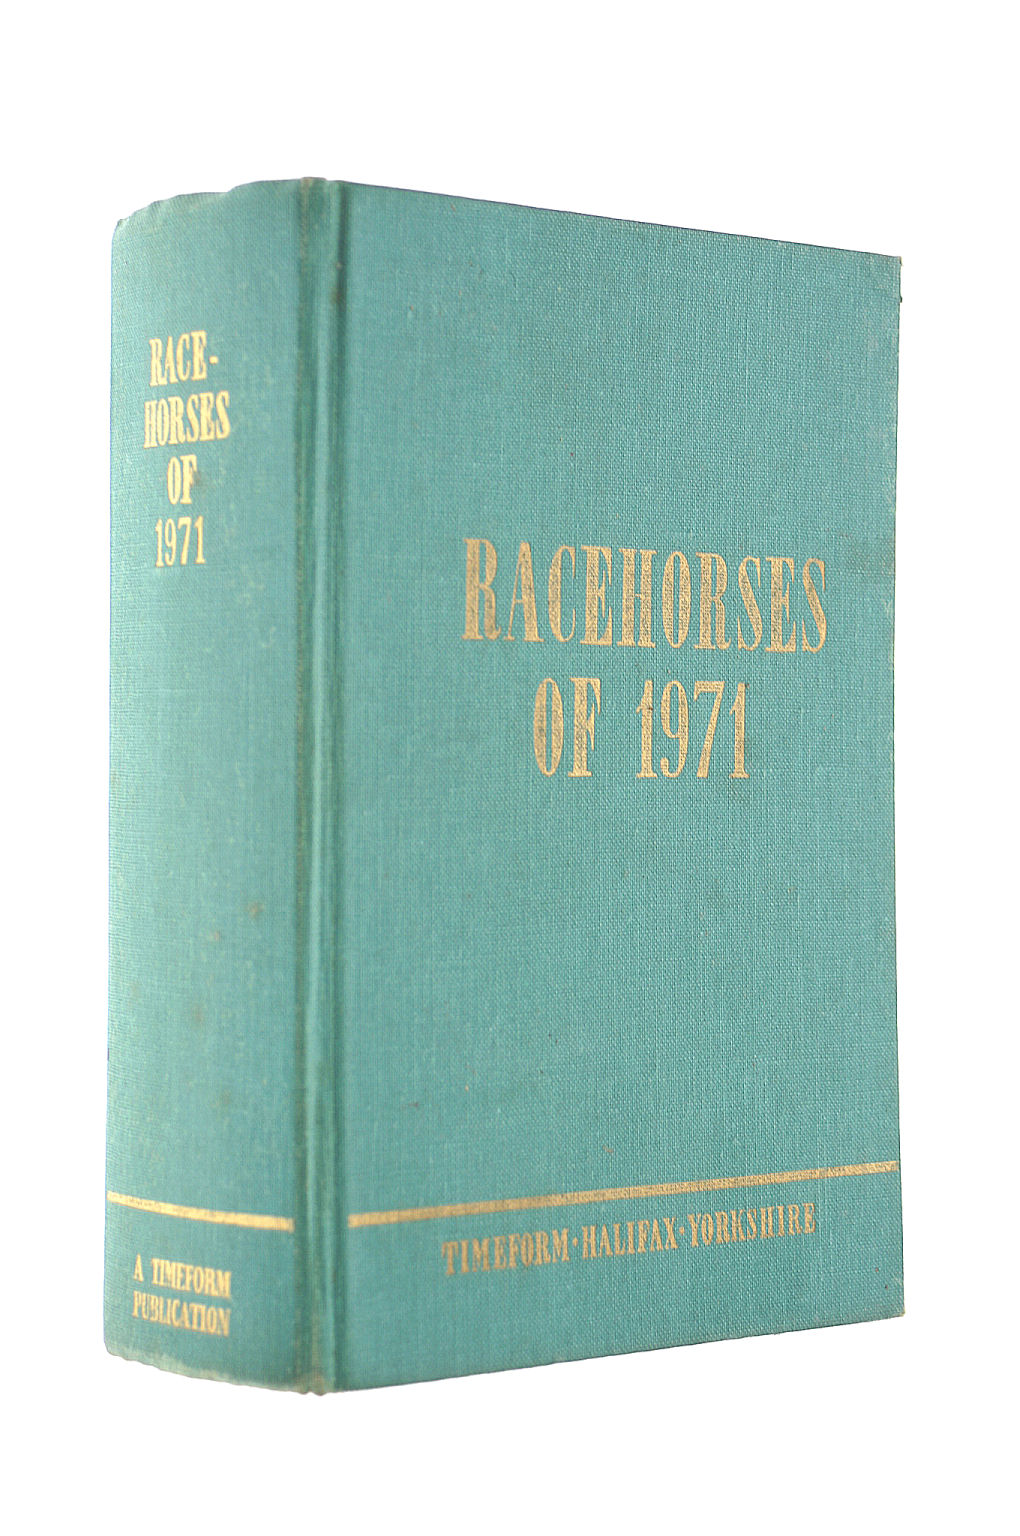 RACE-
HORSES
OF
1971
A TIMEFORM
PUBLICATION
RACEHORSES
OF 1971
TIMEFORM·HALIFAX·YORKSHIRE